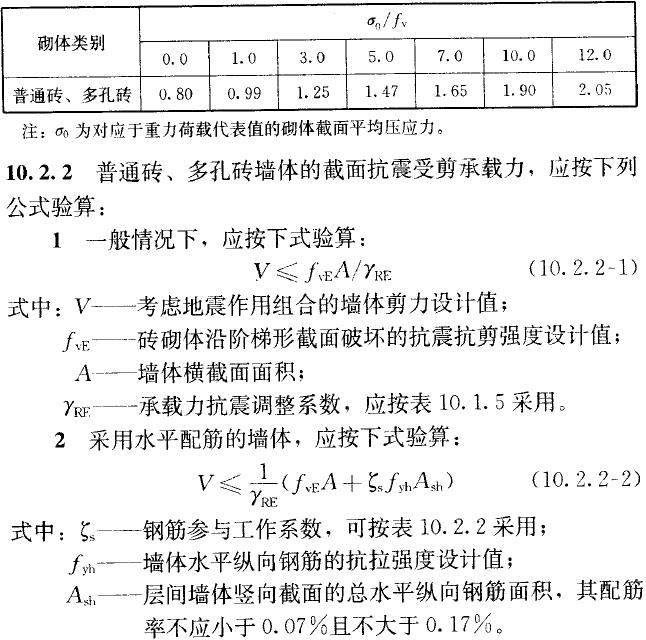 砌体类别 σ₀/fᵥ
0.0 1.0 3.0 5.0 7.0 10.0 12.0
普通砖、多孔砖 0.80 0.99 1.25 1.47 1.65 1.90 2.05
注：σ₀ 为对应于重力荷载代表值的砌体截面平均压应力。
10.2.2 普通砖、多孔砖墙体的截面抗震受剪承载力，应按下列
公式验算：
1 一般情况下，应按下式验算：
V ≤ f_{vE}A/γ_{RE} (10.2.2-1)
式中：V——考虑地震作用组合的墙体剪力设计值；
f_{vE}——砖砌体沿阶梯形截面破坏的抗震抗剪强度设计值；
A——墙体横截面面积；
γ_{RE}——承载力抗震调整系数，应按表 10.1.5 采用。
2 采用水平配筋的墙体，应按下式验算：
V ≤ \frac{1}{γ_{RE}}(f_{vE}A + ζ_s f_{yh}A_{sh}) (10.2.2-2)
式中：ζ_s——钢筋参与工作系数，可按表 10.2.2 采用；
f_{yh}——墙体水平纵向钢筋的抗拉强度设计值；
A_{sh}——层间墙体竖向截面的总水平纵向钢筋面积，其配筋
率不应小于 0.07％且不大于 0.17％。